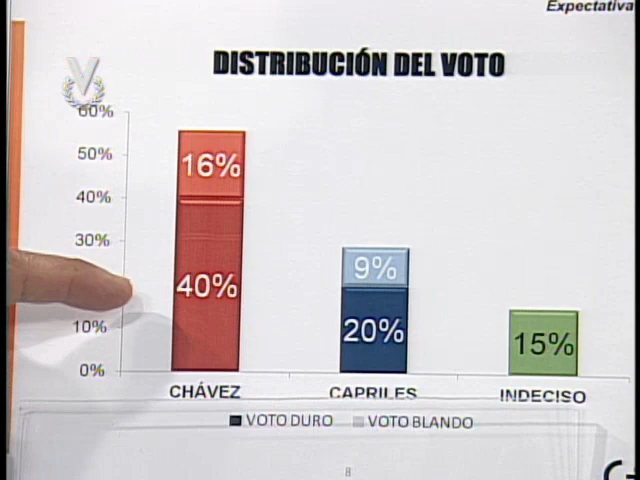 Expectativa
DISTRIBUCIÓN DEL VOTO
V
60%
50%
40%
30%
10%
0%
16%
40%
9%
20%
15%
CHÁVEZ
CAPRILES
INDECISO
VOTO DURO
VOTO BLANDO
8